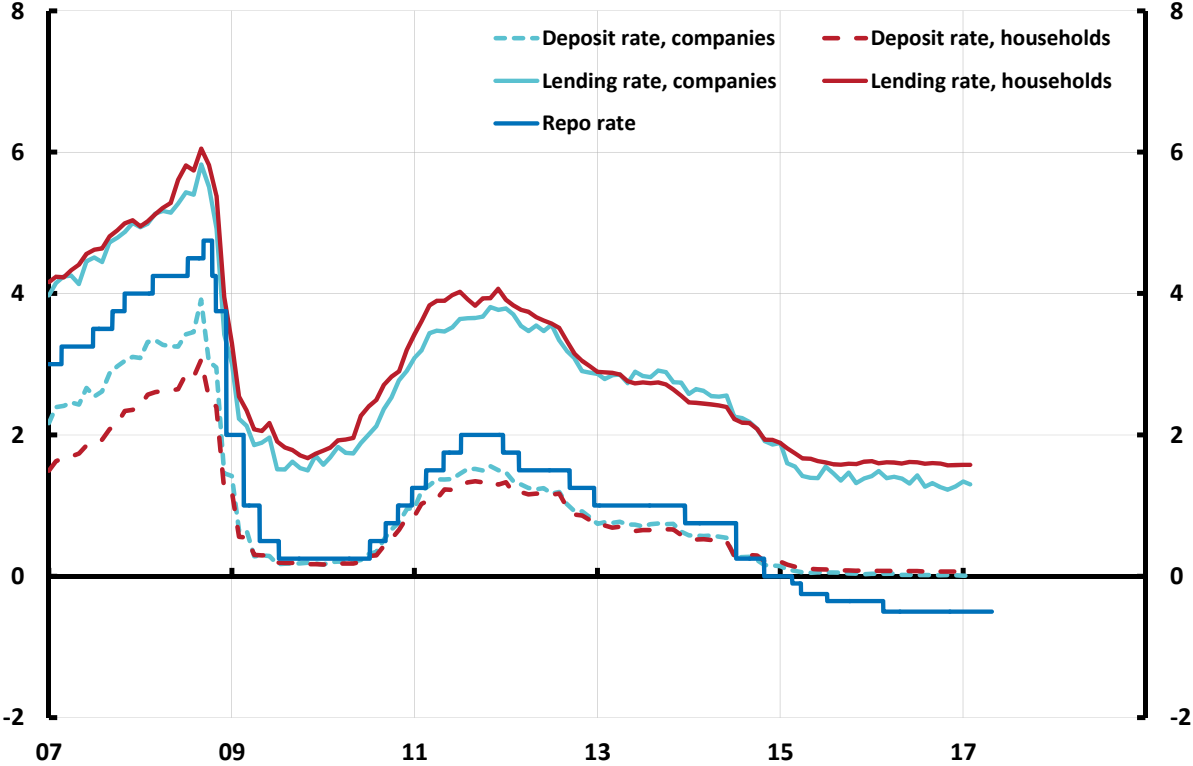 8 8
Deposit rate, companies Deposit rate, households
Lending rate, companies Lending rate, households
Repo rate
6 6
4 4
2 2
0 0
-2 -2
07 09 11 13 15 17